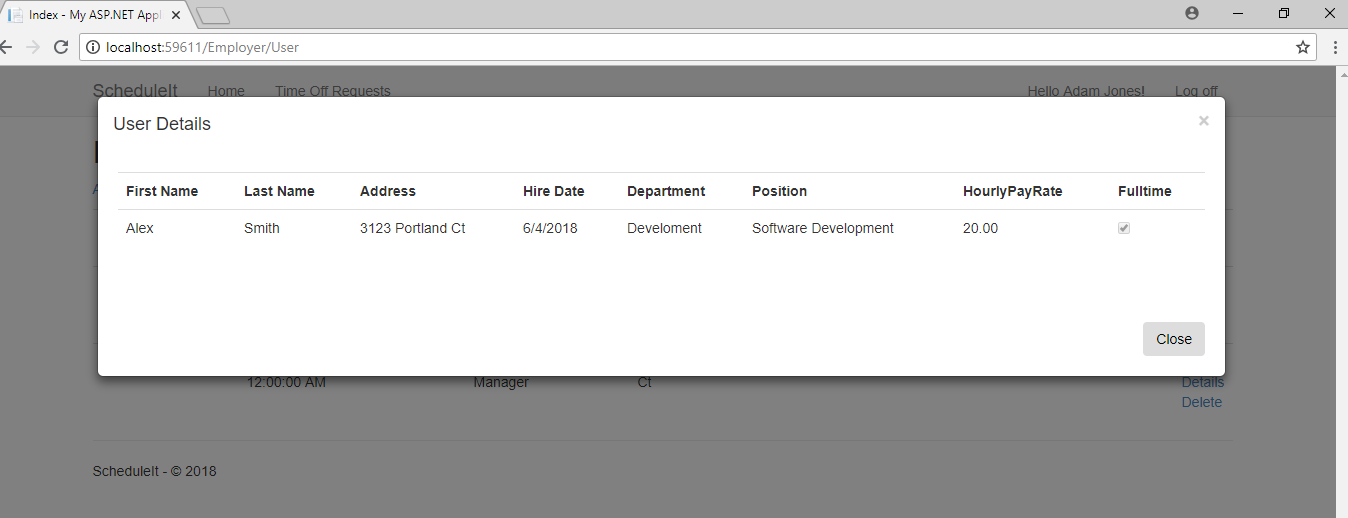 Index - My ASP.NET Appl
localhost:59611/Employer/User
ScheduleIt Home Time Off Requests Hello Adam Jones! Log off
User Details ×
First Name Last Name Address Hire Date Department Position HourlyPayRate Fulltime
Alex Smith 3123 Portland Ct 6/4/2018 Develoment Software Development 20.00
Close
12:00:00 AM Manager Ct Details
Delete
ScheduleIt - © 2018